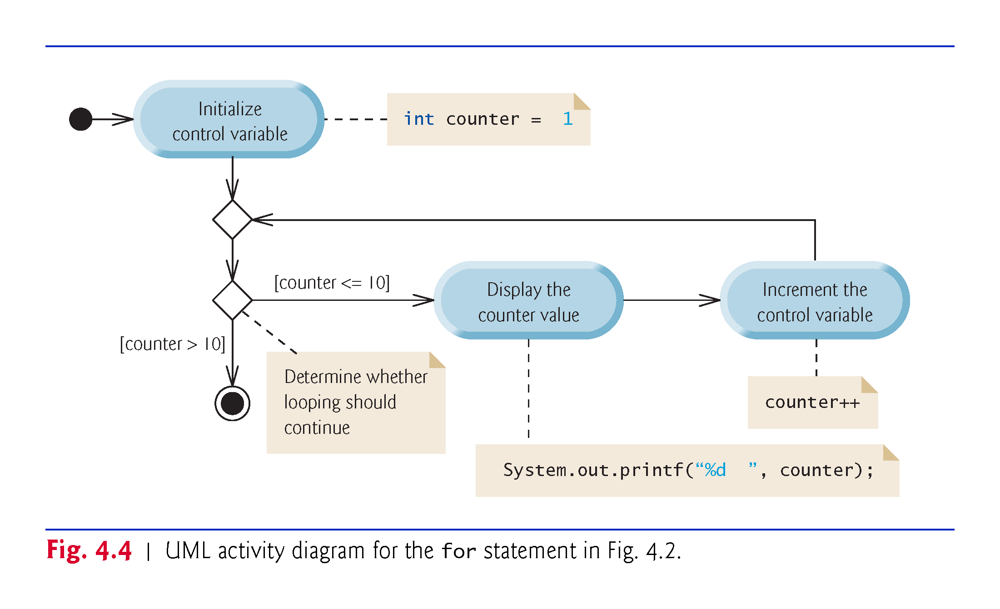 Initialize
control variable
int counter =  1
[counter <= 10]
Display the
counter value
Increment the
control variable
[counter > 10]
Determine whether
looping should
continue
counter++
System.out.printf(“%d  ”, counter);
Fig. 4.4 | UML activity diagram for the for statement in Fig. 4.2.